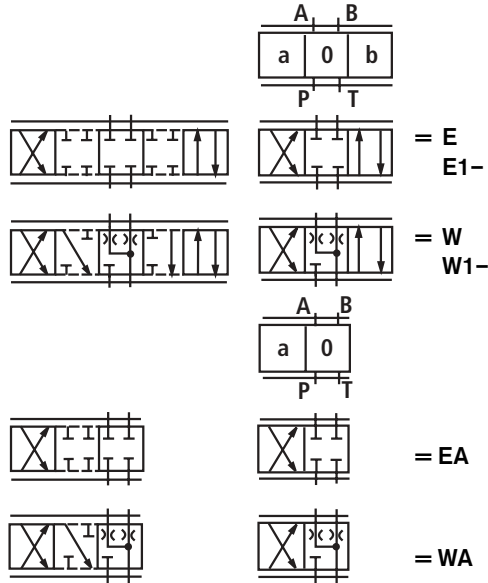 A B
a 0 b
P T
= E
E1–
= W
W1–
A B
a 0
P T
= EA
= WA